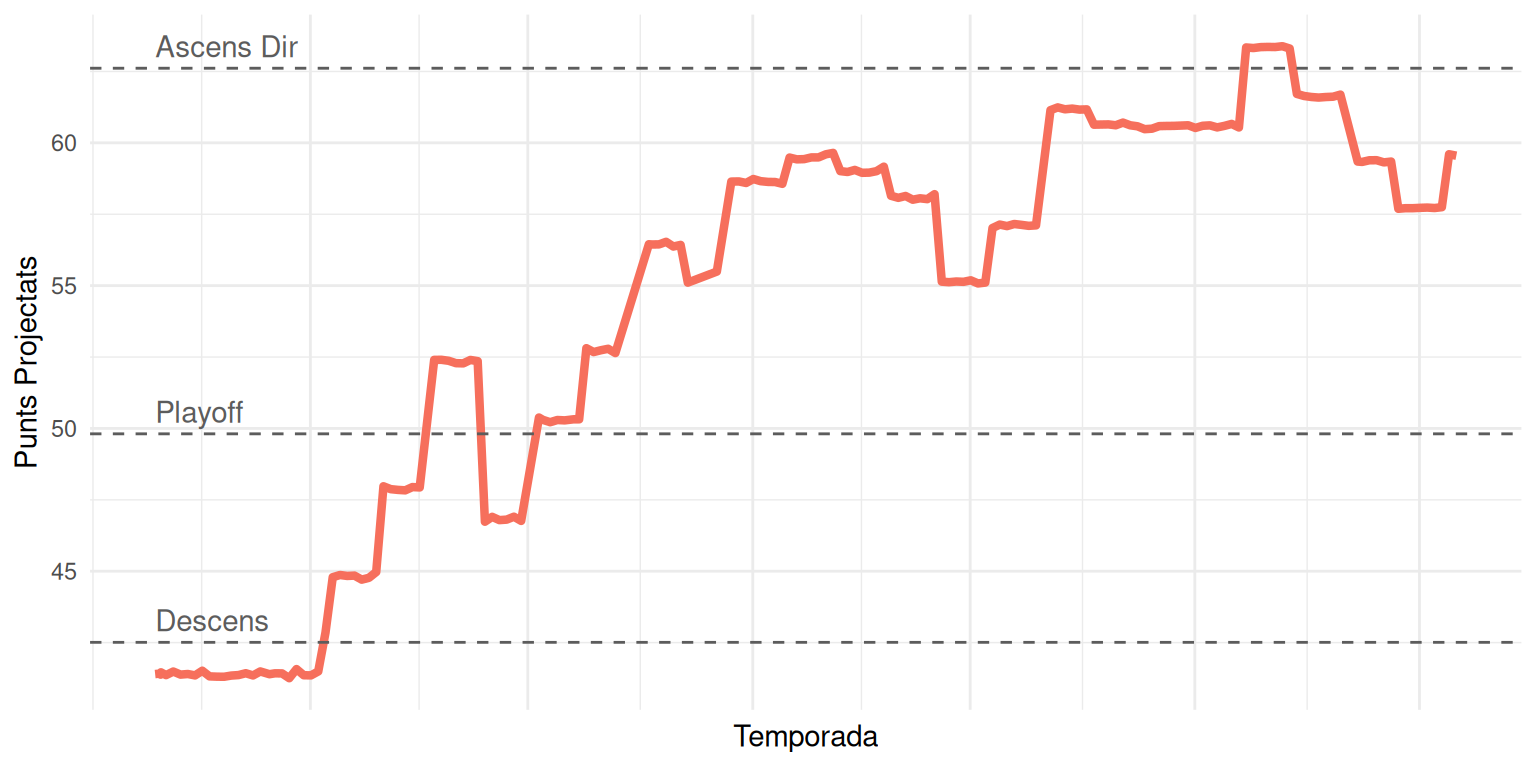 Ascens Dir
60
55
Playoff
50
45
Descens
Punts Projectats
Temporada